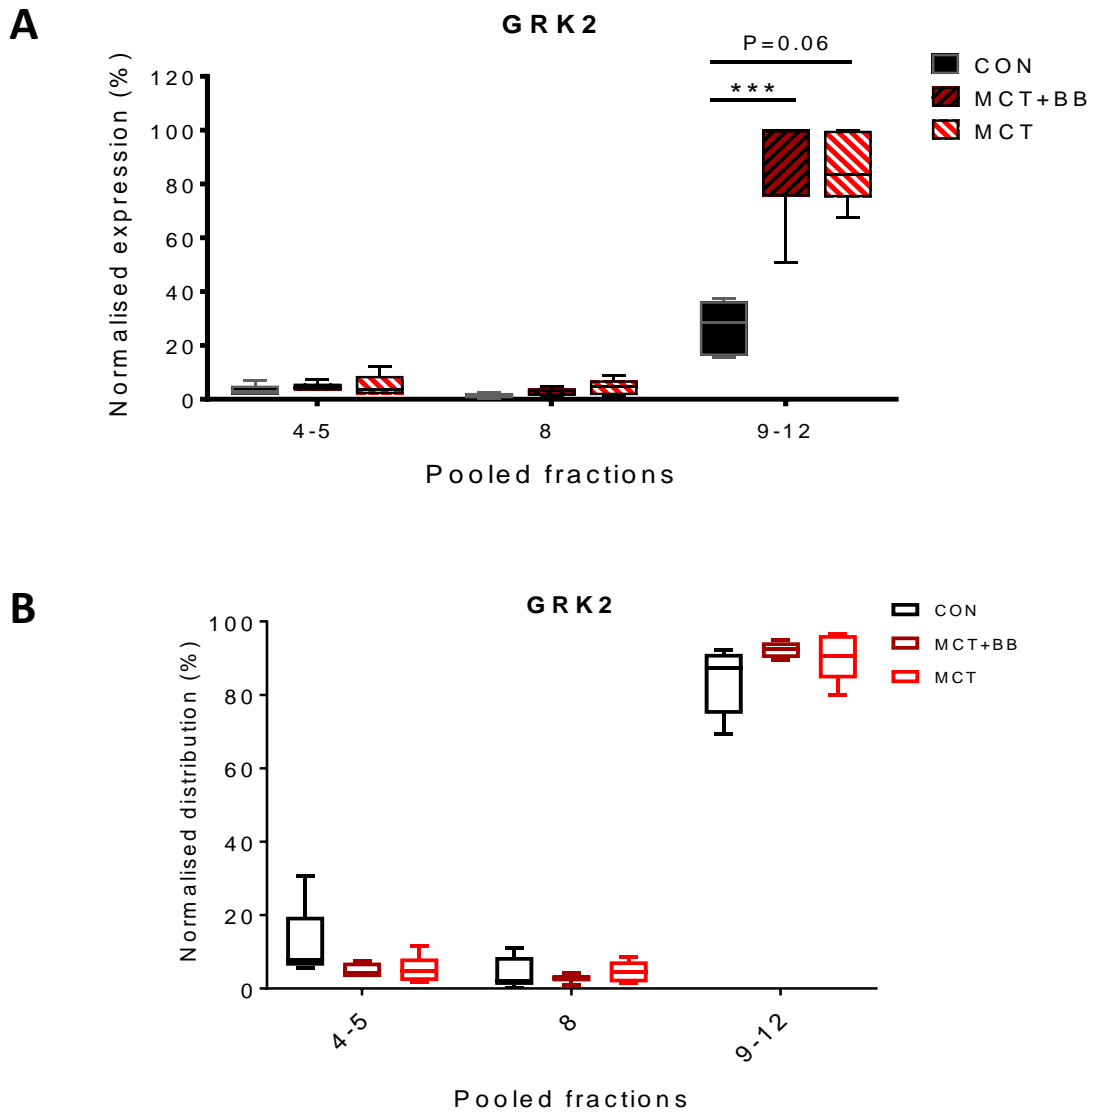 A
GRK2
Normalised expression (%)
120
100
80
60
40
20
0
P=0.06
***
CON
MCT+BB
MCT
4-5
8
9-12
Pooled fractions
B
GRK2
Normalised distribution (%)
100
80
60
40
20
0
CON
MCT+BB
MCT
4-5
8
9-12
Pooled fractions